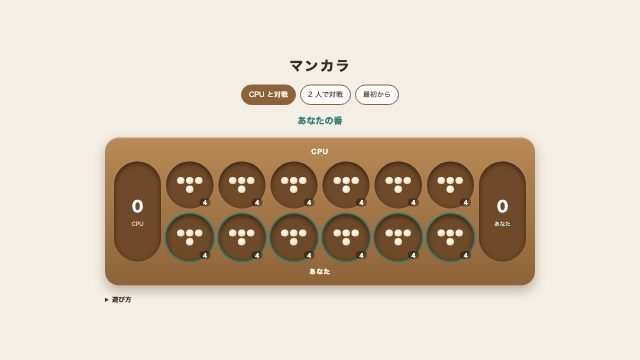 マンカラ
CPU と対戦 2 人で対戦 最初から
あなたの番
CPU
4 4 4 4 4 4
0 0
CPU あなた
4 4 4 4 4 4
あなた
▶ 遊び方